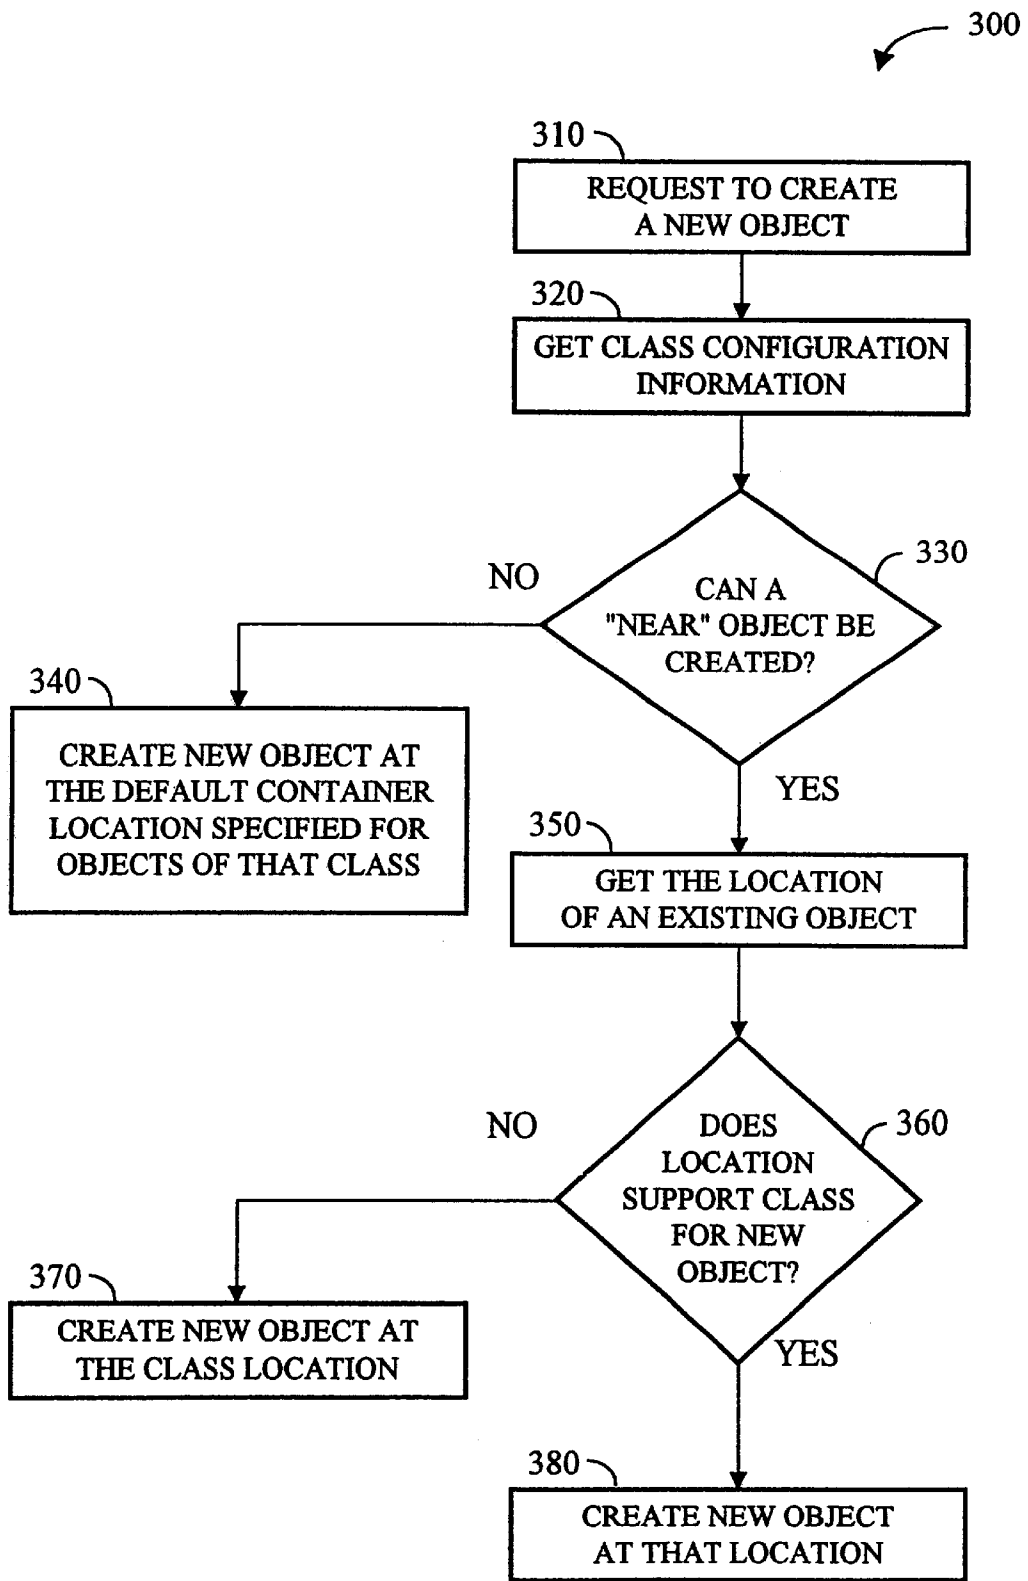 300
310
REQUEST TO CREATE
A NEW OBJECT
320
GET CLASS CONFIGURATION
INFORMATION
330
NO
CAN A
"NEAR" OBJECT BE
CREATED?
340
YES
CREATE NEW OBJECT AT
THE DEFAULT CONTAINER
LOCATION SPECIFIED FOR
OBJECTS OF THAT CLASS
350
GET THE LOCATION
OF AN EXISTING OBJECT
360
NO
DOES
LOCATION
SUPPORT CLASS
FOR NEW
OBJECT?
370
CREATE NEW OBJECT AT
THE CLASS LOCATION
YES
380
CREATE NEW OBJECT
AT THAT LOCATION